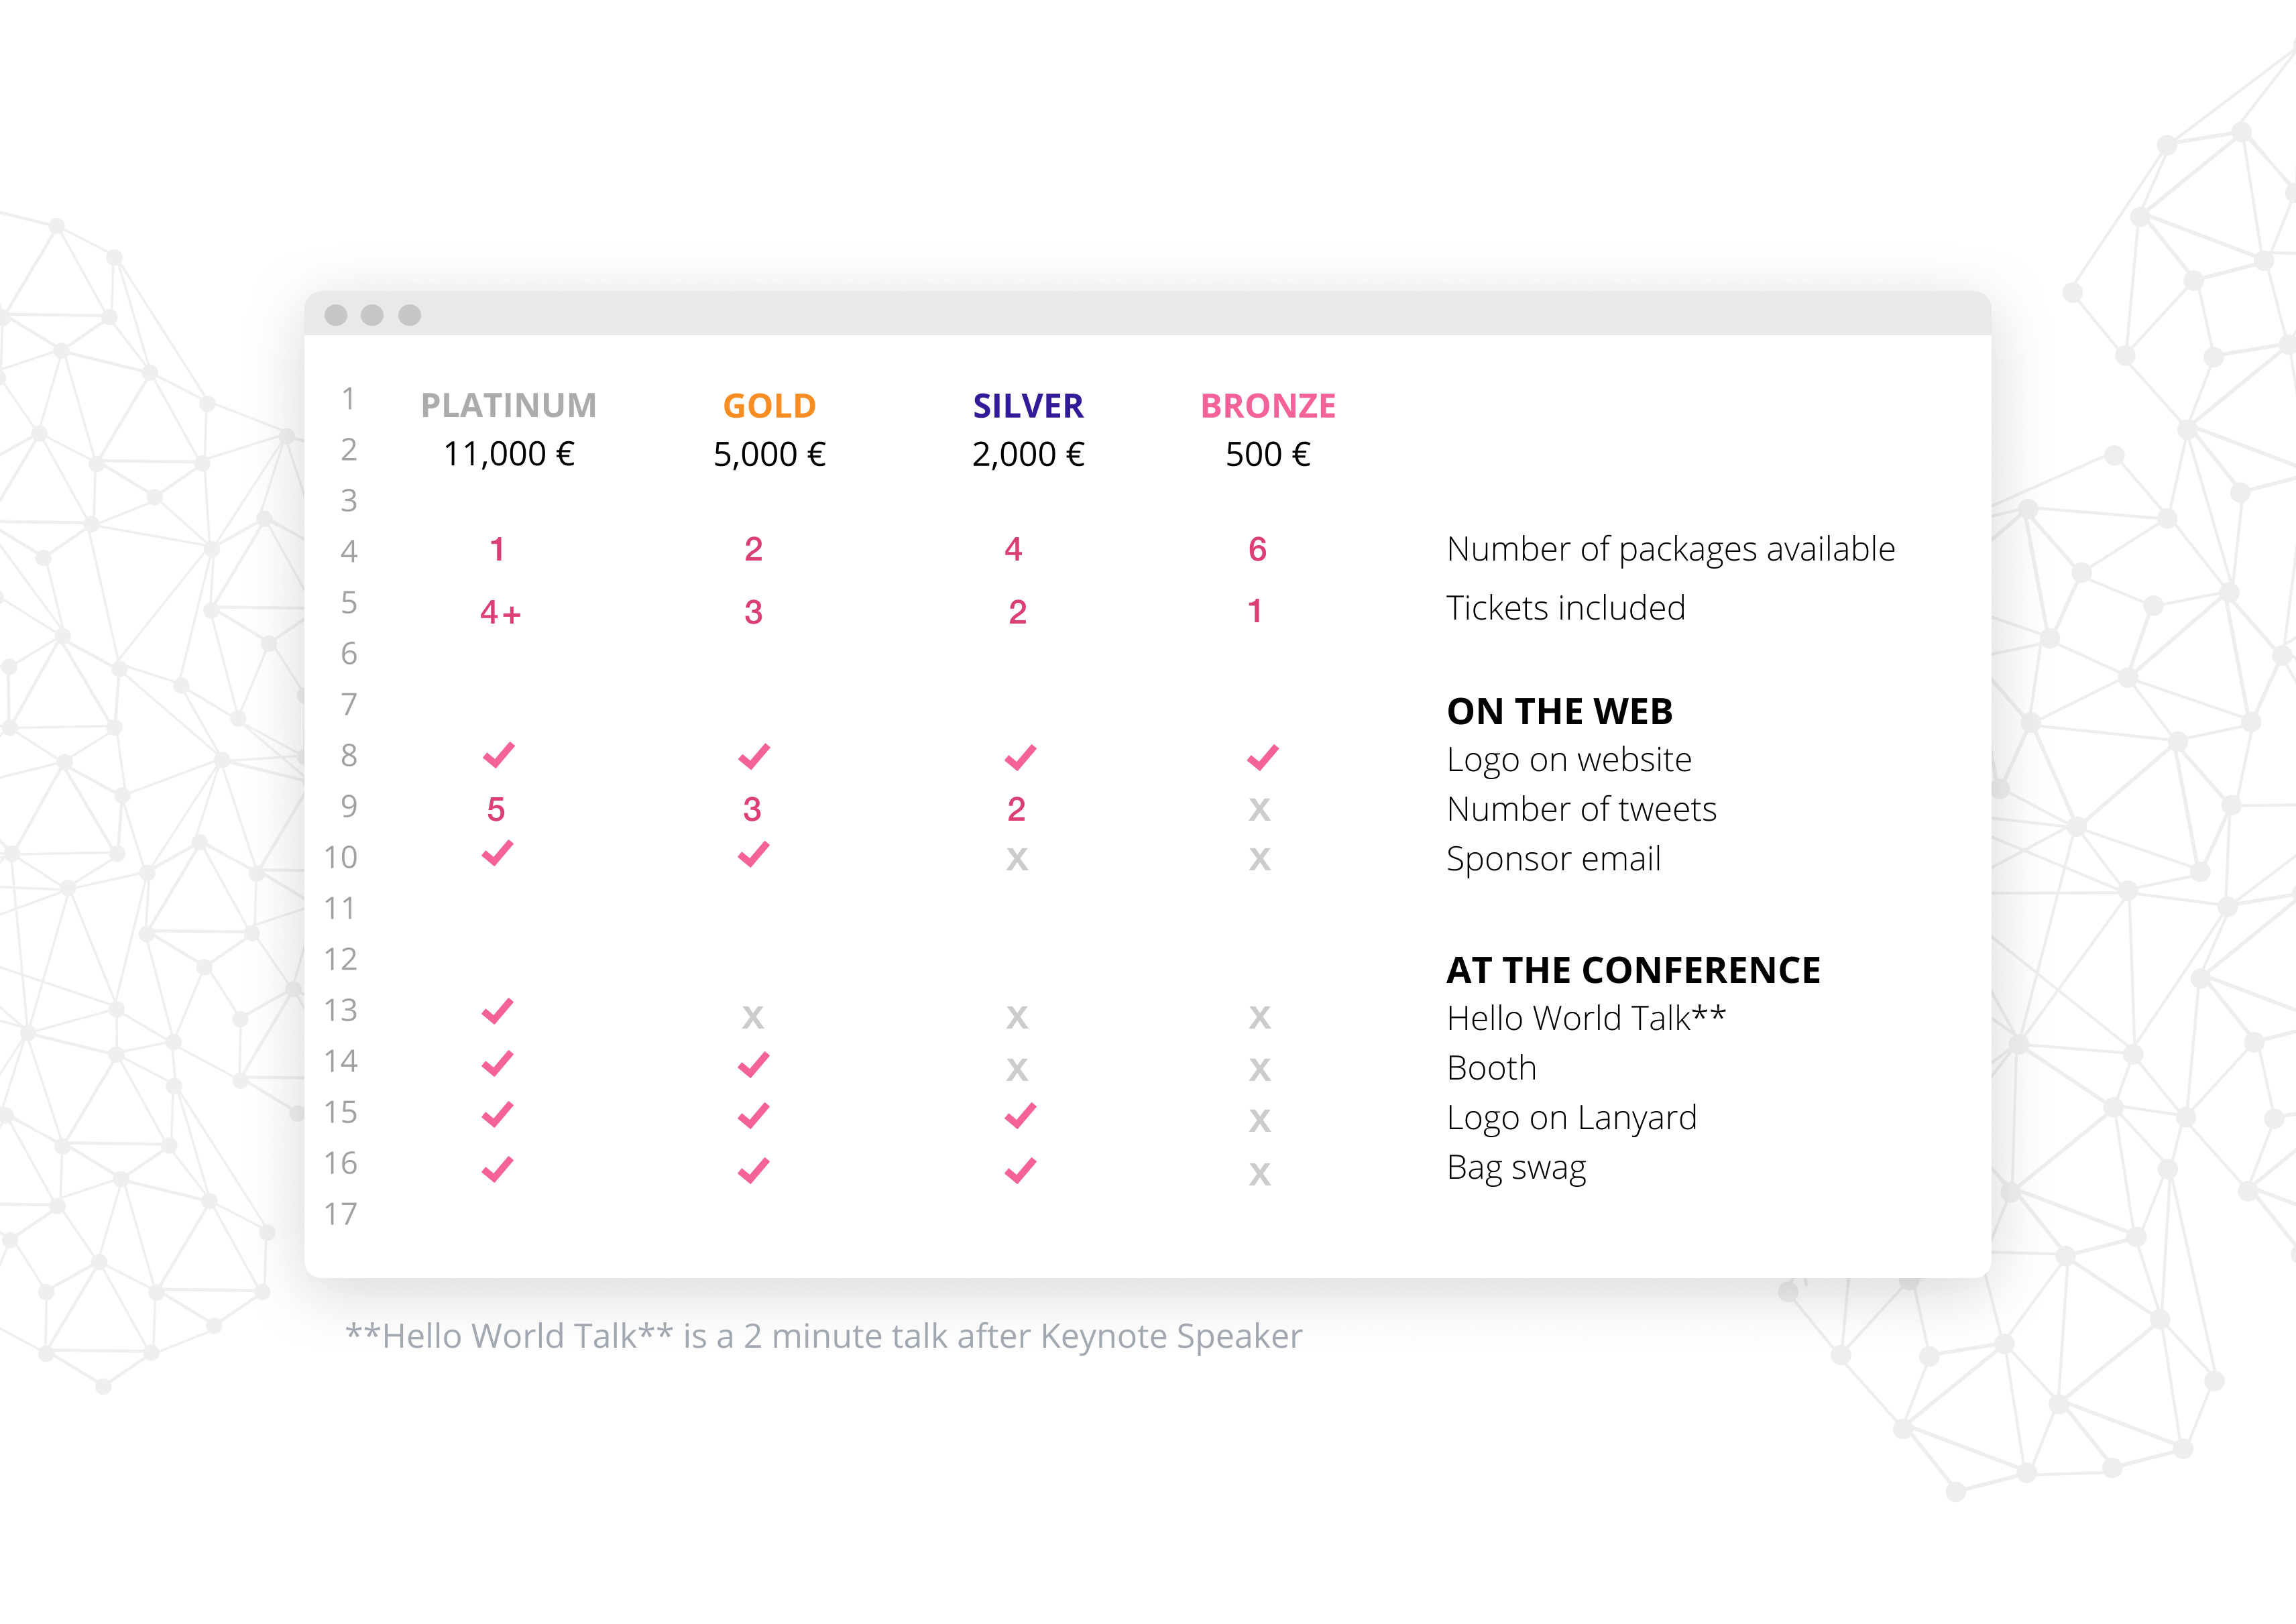 1 PLATINUM GOLD SILVER BRONZE
2 11,000 € 5,000 € 2,000 € 500 €
3
4 1 2 4 6 Number of packages available
5 4+ 3 2 1 Tickets included
6
7 ON THE WEB
8 ✓ ✓ ✓ ✓ Logo on website
9 5 3 2 x Number of tweets
10 ✓ ✓ x x Sponsor email
11
12 AT THE CONFERENCE
13 ✓ x x x Hello World Talk**
14 ✓ ✓ x x Booth
15 ✓ ✓ ✓ x Logo on Lanyard
16 ✓ ✓ ✓ x Bag swag
17
**Hello World Talk** is a 2 minute talk after Keynote Speaker